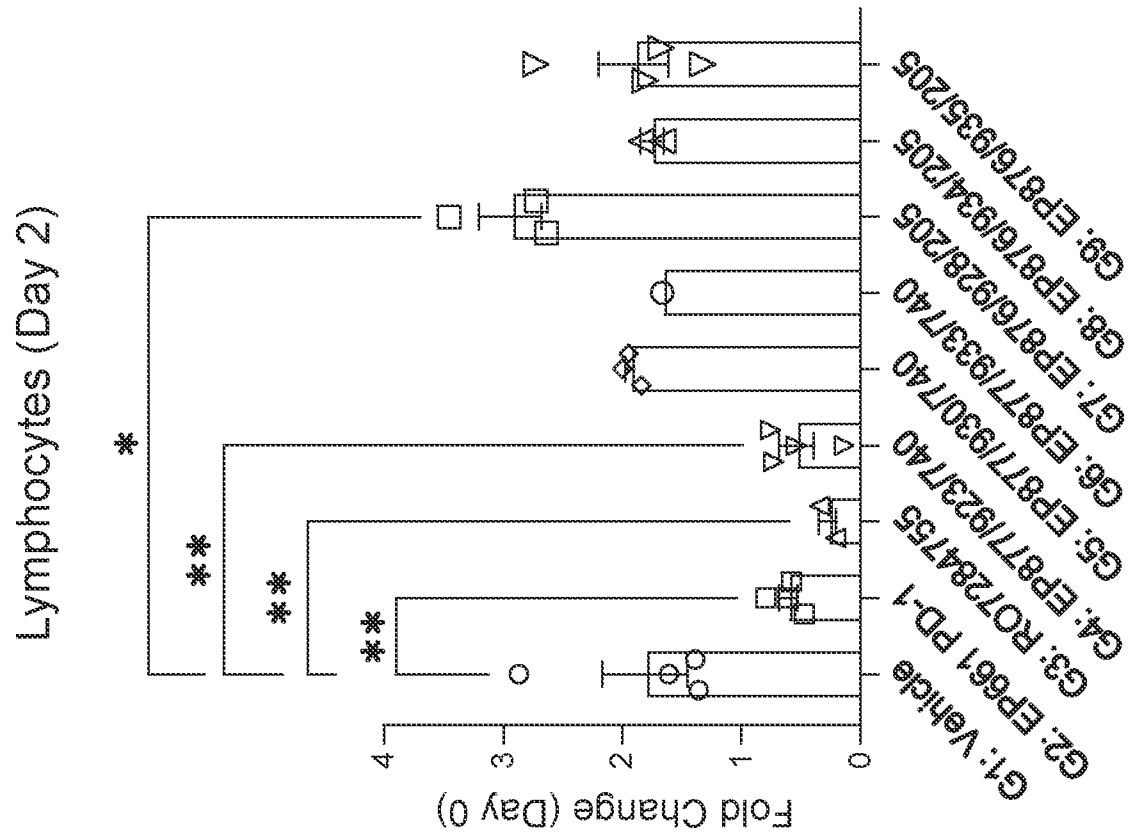 Lymphocytes (Day 2)
*
**
**
**
Fold Change (Day 0)
4
3
2
1
0
G1: Vehicle
G2: EP661 PD-1
G3: RO7284755
G4: EP877/923/740
G5: EP877/930/740
G6: EP877/933/740
G7: EP876/928/205
G8: EP876/934/205
G9: EP876/935/205